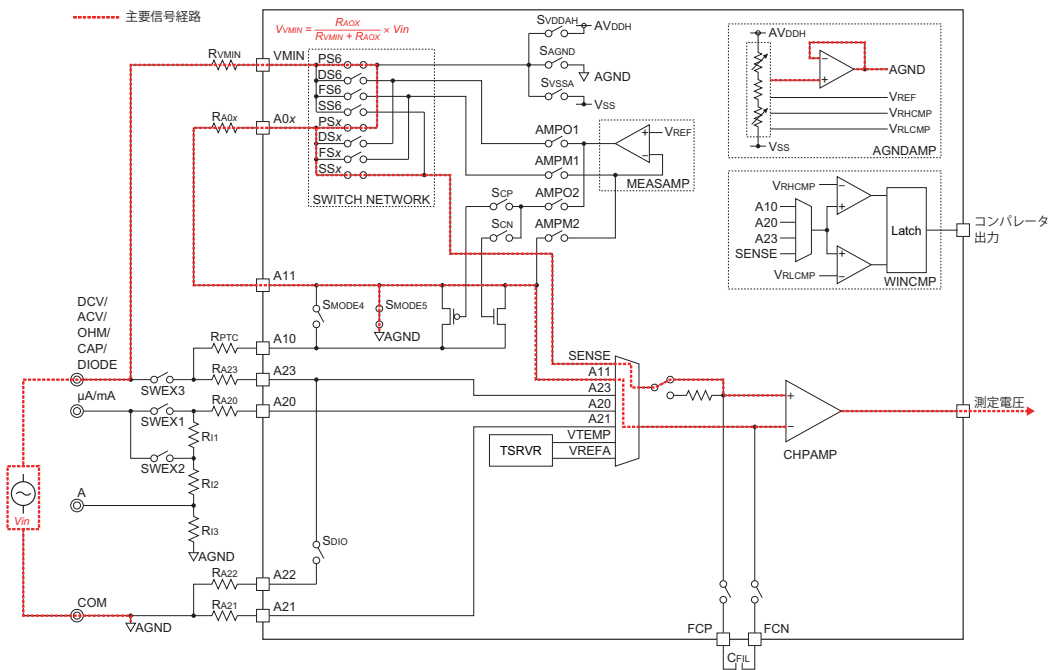 主要信号経路
VVMIN = RAOX / RVMIN + RAOX × Vin
RVMIN
VMIN
PS6
DS6
FS6
SS6
RA0x
A0x
PSx
DSx
FSx
SSx
SWITCH NETWORK
SVDDAH
AVDDH
SAGND
AGND
SVSSA
VSS
AMPO1
AMPM1
AMPO2
AMPM2
VREF
MEASAMP
SCP
SCN
AVDDH
AGND
VREF
VRHCMP
VRLCMP
VSS
AGNDAMP
VRHCMP
A10
A20
A23
SENSE
VRLCMP
Latch
WINCMP
コンパレータ
出力
A11
SMODE4
SMODE5
AGND
DCV/
ACV/
OHM/
CAP/
DIODE
RPTC
A10
SWEX3
RA23
A23
μA/mA
SWEX1
RA20
A20
RI1
SWEX2
RI2
A
RI3
AGND
Vin
SENSE
A11
A23
A20
A21
VTEMP
VREFA
TSRVR
CHPAMP
測定電圧
SDIO
RA22
A22
COM
RA21
A21
AGND
FCP
FCN
CFIL